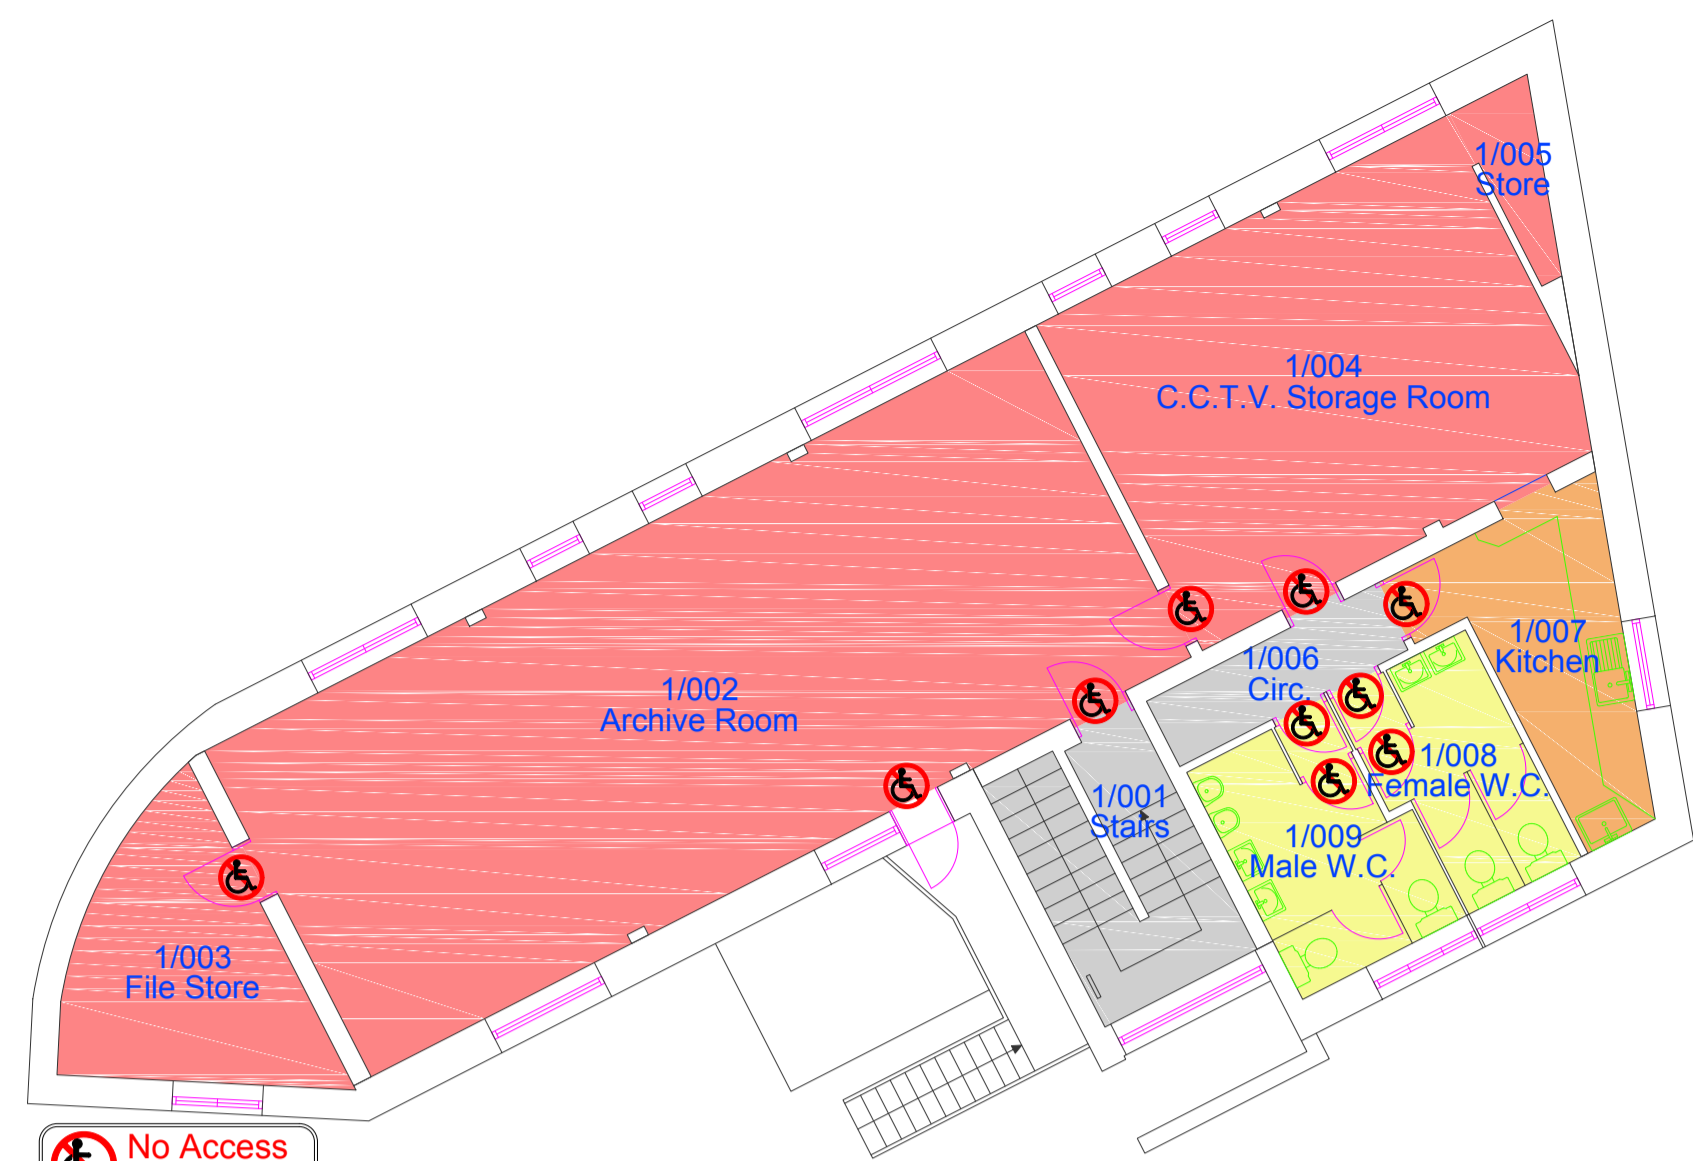 1/005
Store
1/004
C.C.T.V. Storage Room
1/007
Kitchen
1/006
Circ.
1/002
Archive Room
1/008
Female W.C.
1/001
Stairs
1/009
Male W.C.
1/003
File Store
No Access